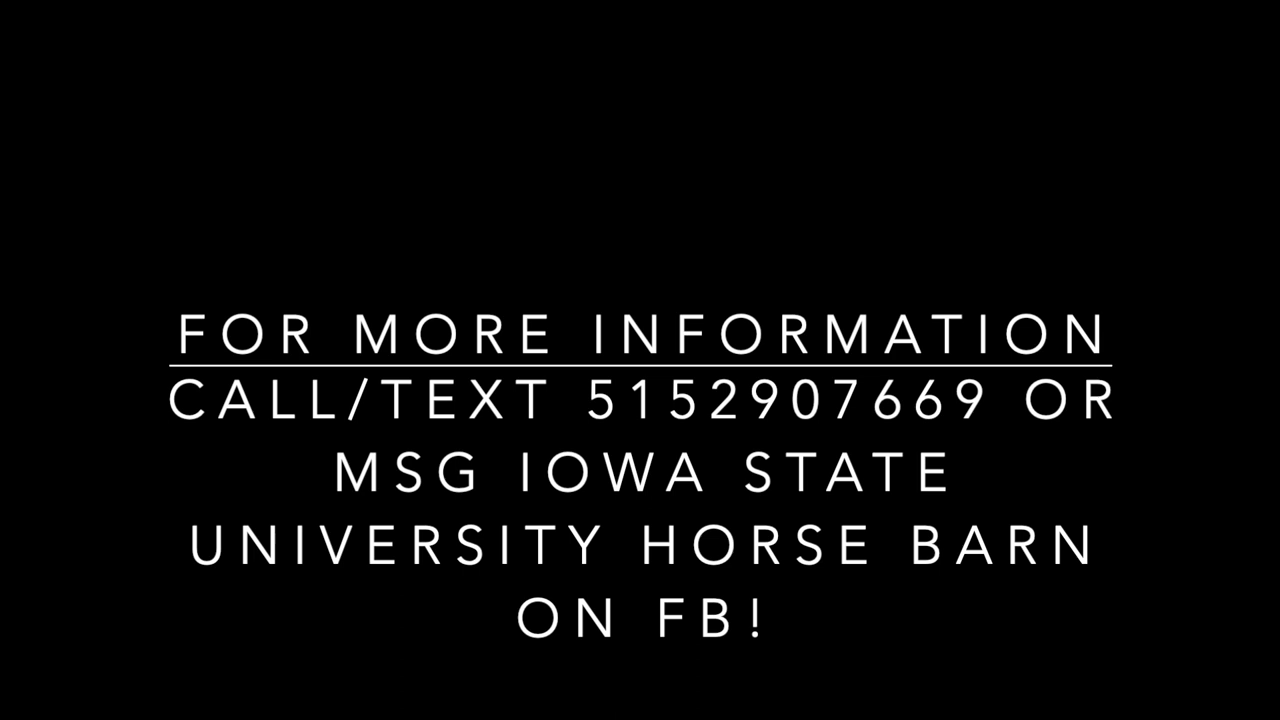 FOR MORE INFORMATION
CALL/TEXT 5152907669 OR
MSG IOWA STATE
UNIVERSITY HORSE BARN
ON FB!